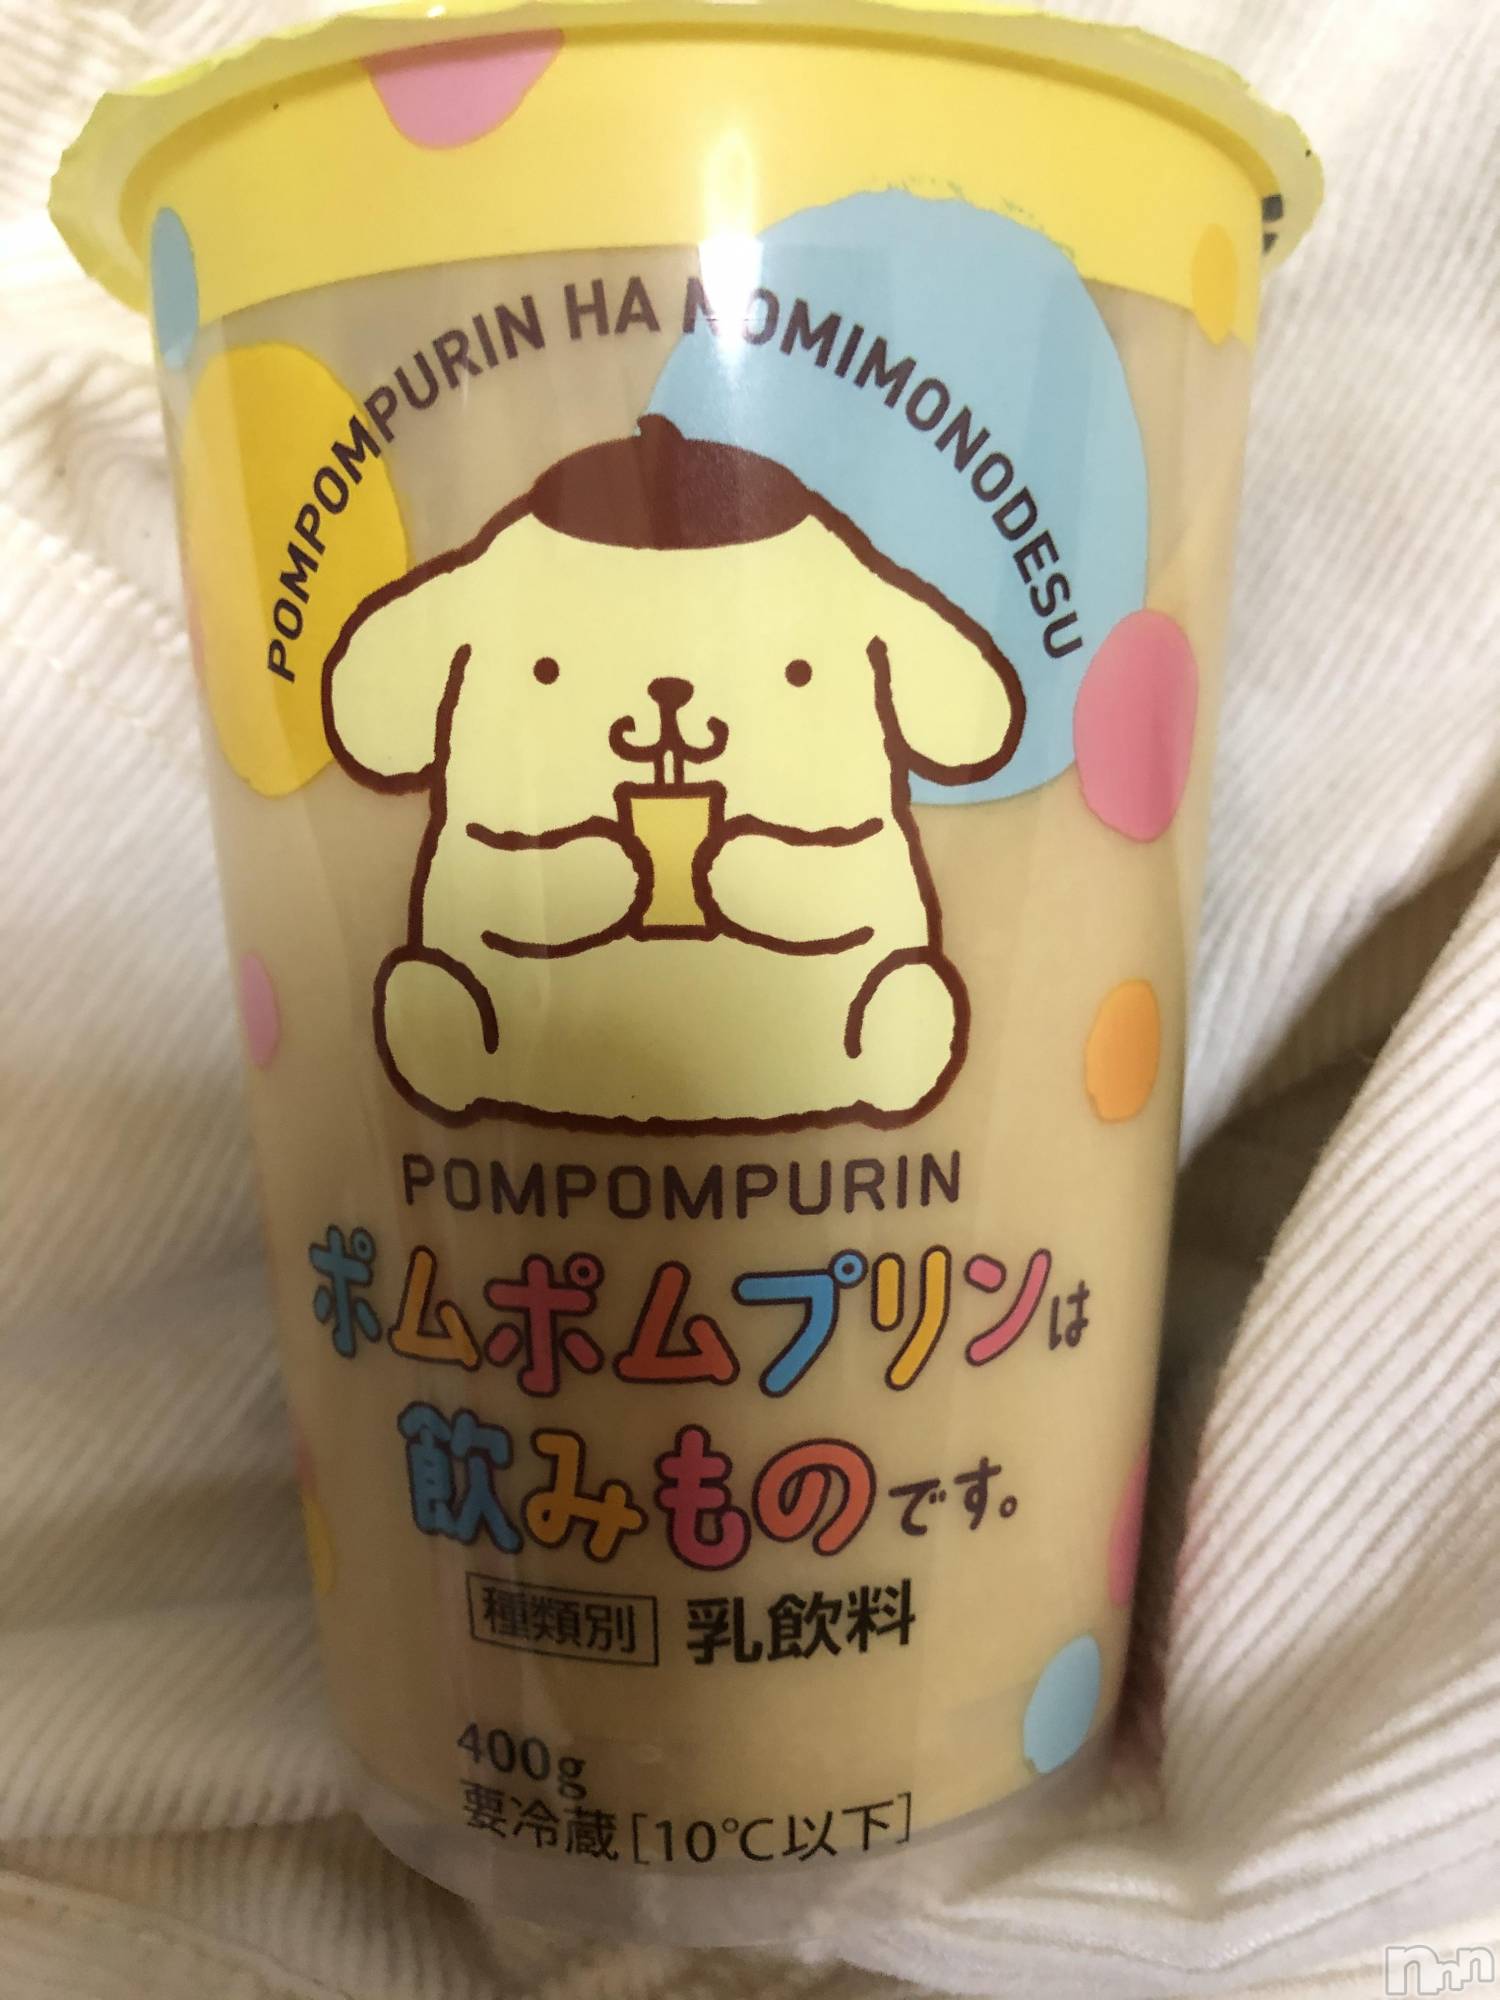 POMPOMPURIN HA NOMIMONODESU
POMPOMPURIN
ポムポムプリンは
飲みものです。
種類別 乳飲料
400g
要冷蔵[10℃以下]
nnn